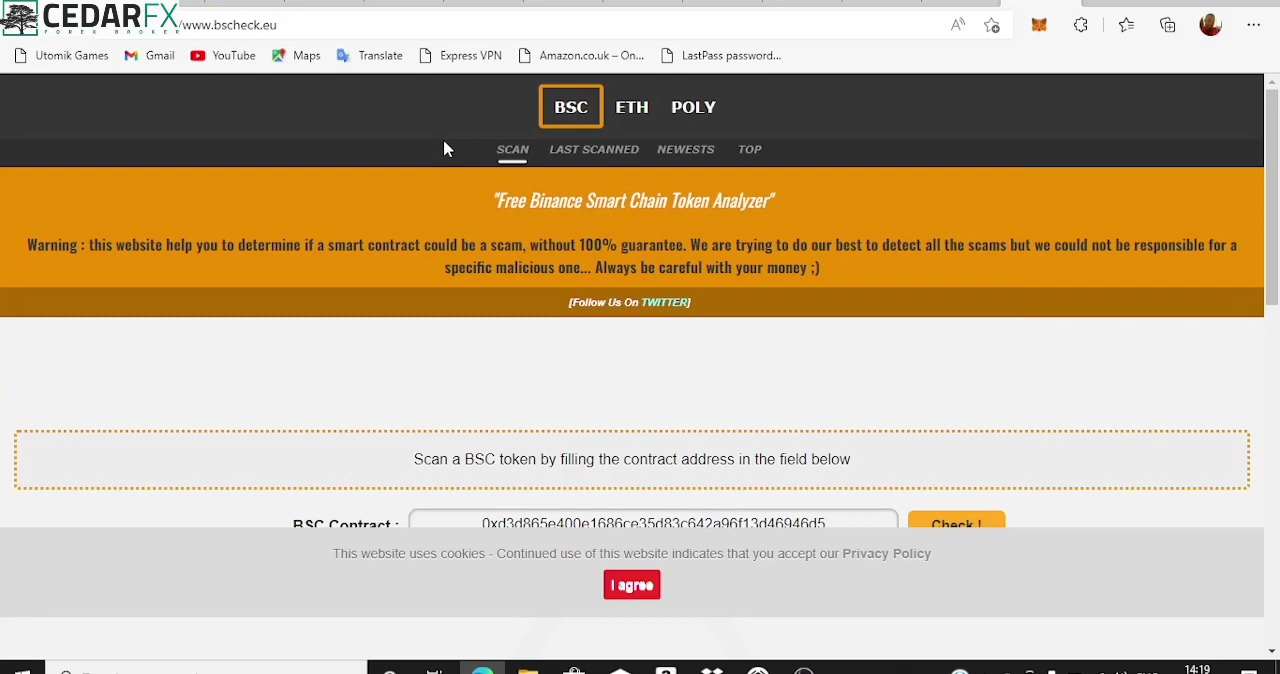 CEDARFX
FOREX BROKER
/www.bscheck.eu
Utomik Games
Gmail
YouTube
Maps
Translate
Express VPN
Amazon.co.uk – On...
LastPass password...
BSC
ETH
POLY
SCAN
LAST SCANNED
NEWESTS
TOP
"Free Binance Smart Chain Token Analyzer"
Warning : this website help you to determine if a smart contract could be a scam, without 100% guarantee. We are trying to do our best to detect all the scams but we could not be responsible for a
specific malicious one... Always be careful with your money ;)
[Follow Us On TWITTER]
Scan a BSC token by filling the contract address in the field below
BSC Contract :
0xd3d865e400e1686ce35d83c642a96f13d46946d5
Check !
This website uses cookies - Continued use of this website indicates that you accept our Privacy Policy
I agree
14:19